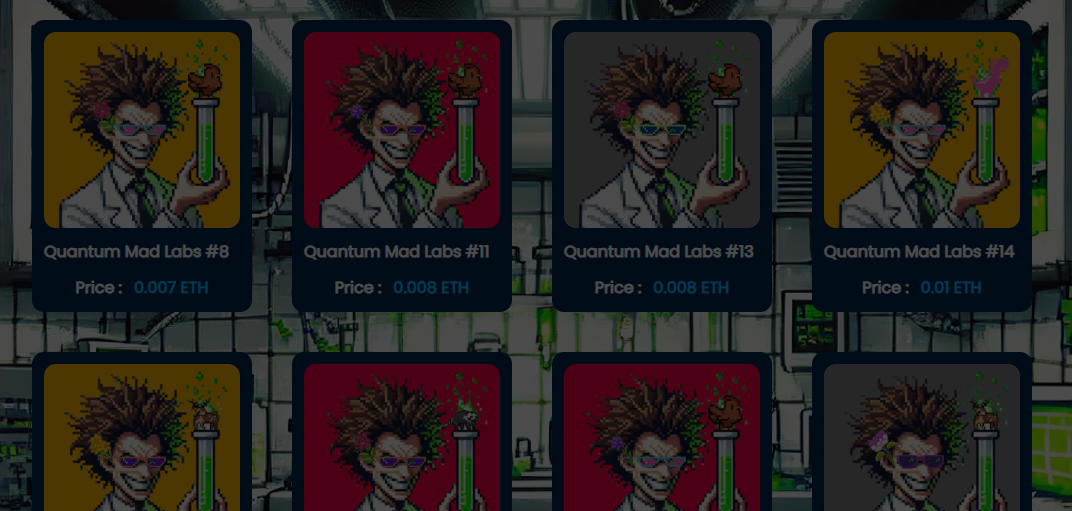 Quantum Mad Labs #8
Price : 0.007 ETH
Quantum Mad Labs #11
Price : 0.008 ETH
Quantum Mad Labs #13
Price : 0.008 ETH
Quantum Mad Labs #14
Price : 0.01 ETH